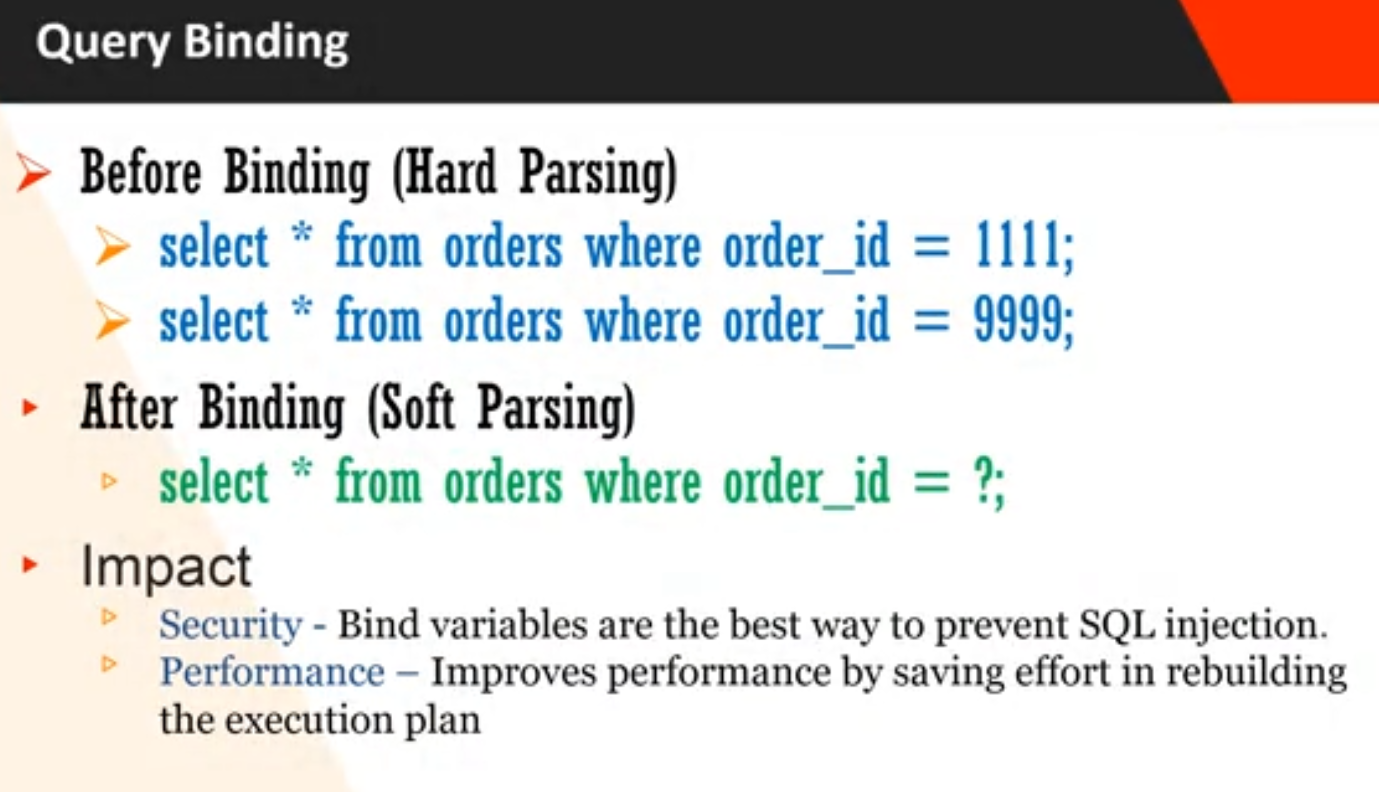 Query Binding
Before Binding (Hard Parsing)
select * from orders where order_id = 1111;
select * from orders where order_id = 9999;
After Binding (Soft Parsing)
select * from orders where order_id = ?;
Impact
Security - Bind variables are the best way to prevent SQL injection.
Performance – Improves performance by saving effort in rebuilding
the execution plan